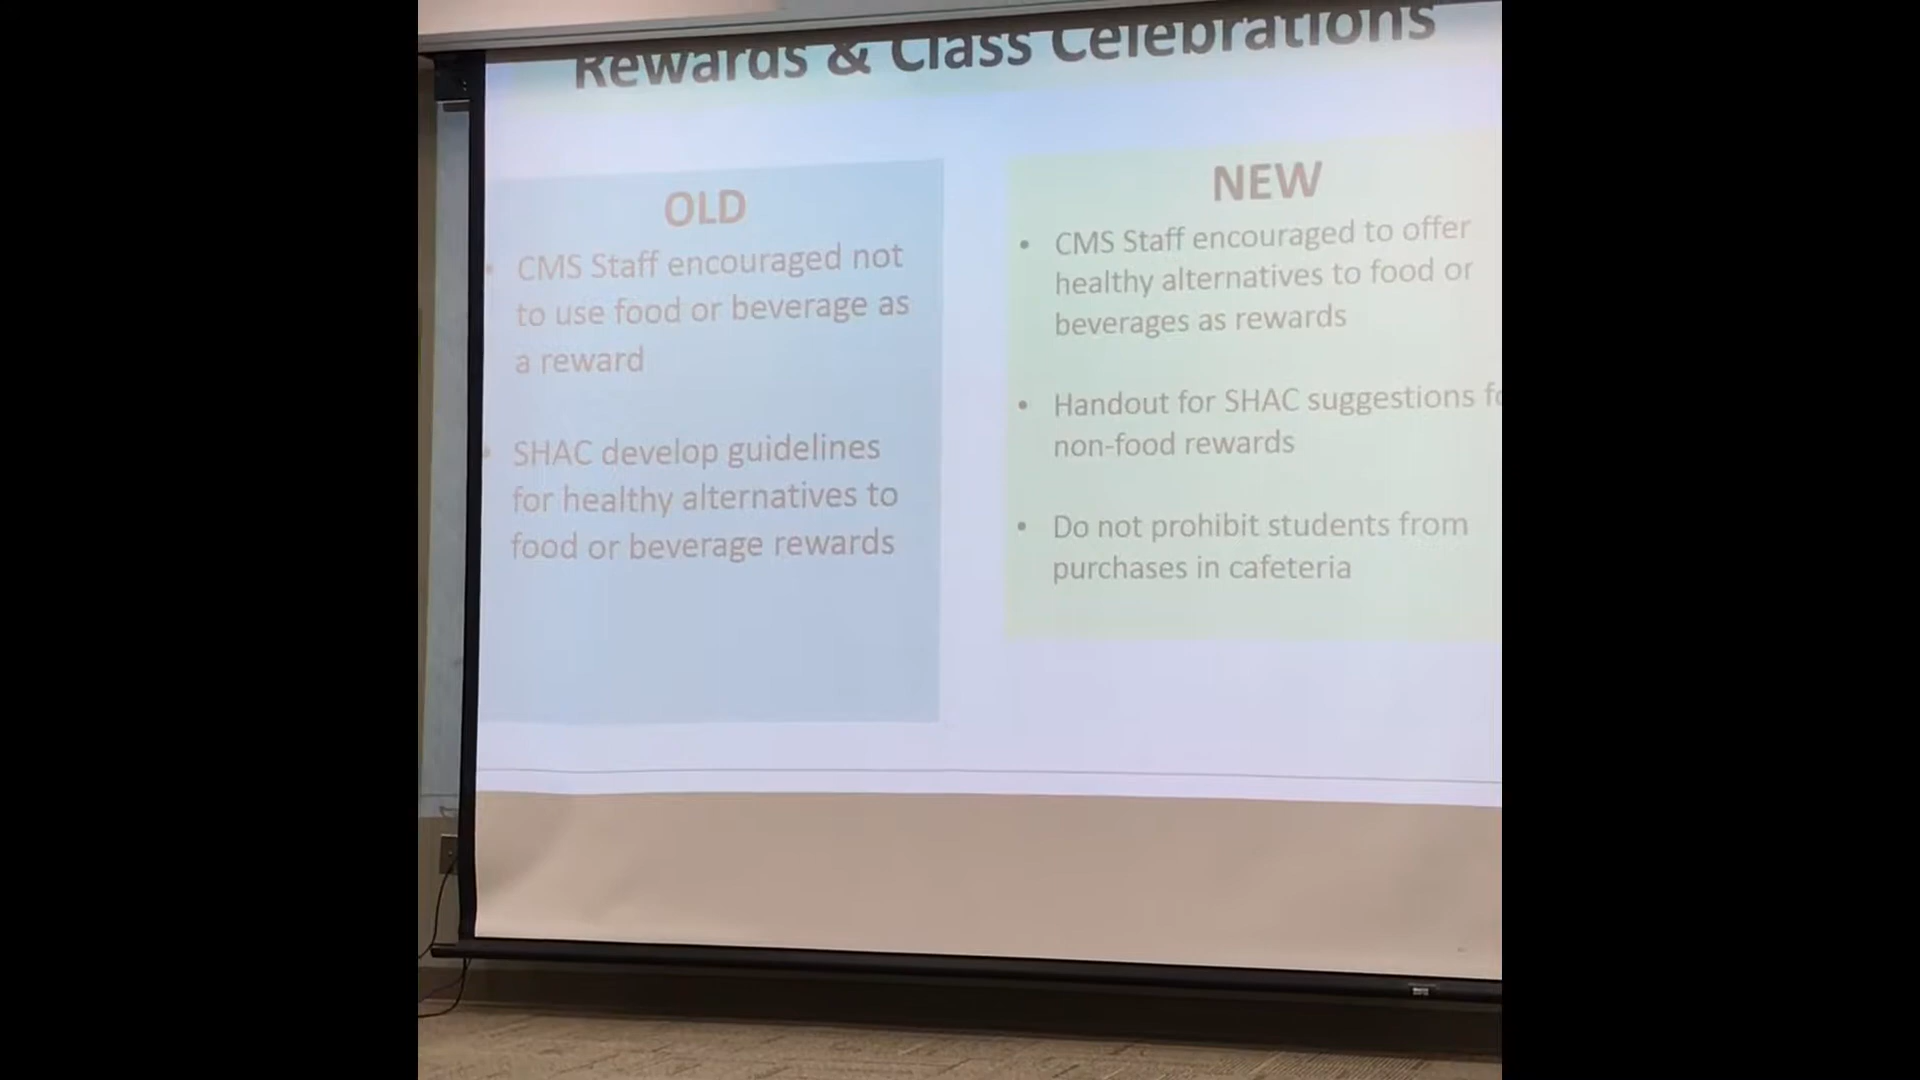 Rewards & Class Celebrations
OLD
• CMS Staff encouraged not
to use food or beverage as
a reward
• SHAC develop guidelines
for healthy alternatives to
food or beverage rewards
NEW
• CMS Staff encouraged to offer
healthy alternatives to food or
beverages as rewards
• Handout for SHAC suggestions
non-food rewards
• Do not prohibit students from
purchases in cafeteria